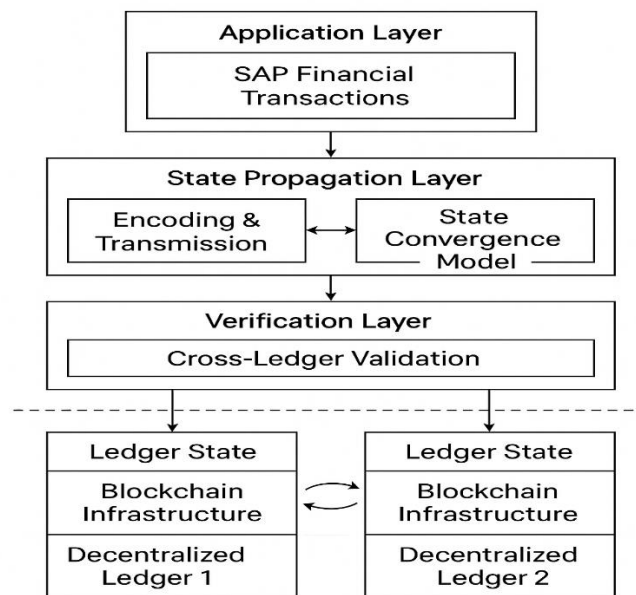 Application Layer
SAP Financial
Transactions
State Propagation Layer
Encoding &
Transmission
State
Convergence
Model
Verification Layer
Cross-Ledger Validation
Ledger State
Blockchain
Infrastructure
Decentralized
Ledger 1
Ledger State
Blockchain
Infrastructure
Decentralized
Ledger 2